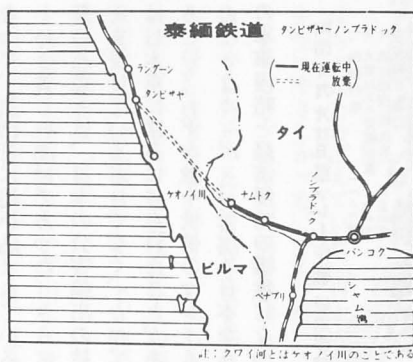 泰緬鉄道 タンビザヤ〜ノンプラドック
現在運転中
放棄
ラングーン
タンビザヤ
タイ
ケオノイ川
ナムトク
ノンプラドック
バンコク
ビルマ
ペナブリ
シャム湾
註:クワイ河とはケオノイ川のことである